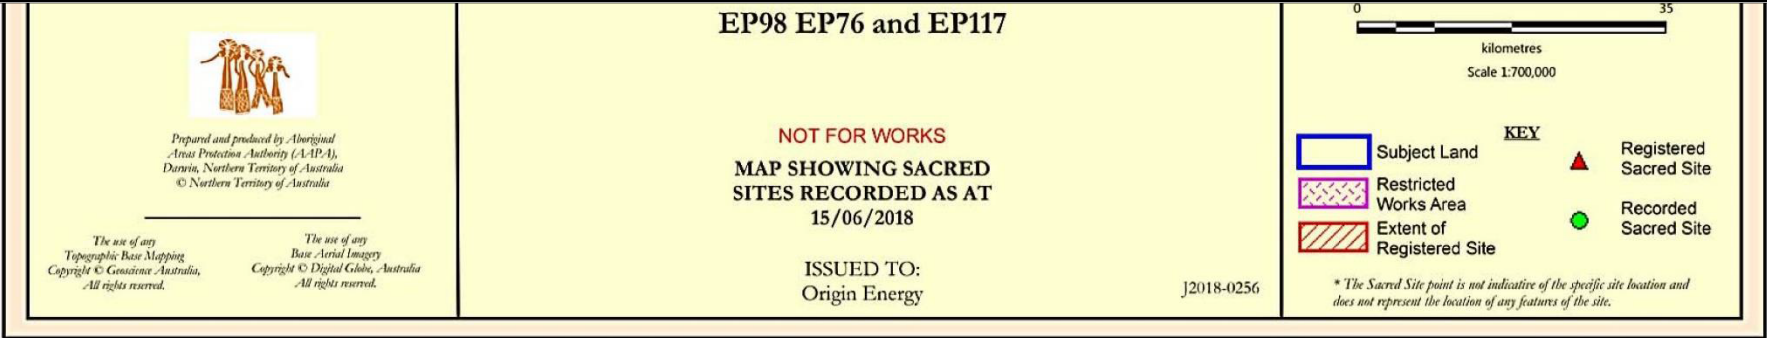 Prepared and produced by Aboriginal
Areas Protection Authority (AAPA),
Darwin, Northern Territory of Australia
© Northern Territory of Australia
The use of any
Topographic Base Mapping
Copyright © Geoscience Australia,
All rights reserved.
The use of any
Base Aerial Imagery
Copyright © Digital Globe, Australia
All rights reserved.
EP98 EP76 and EP117
NOT FOR WORKS
MAP SHOWING SACRED
SITES RECORDED AS AT
15/06/2018
ISSUED TO:
Origin Energy
J2018-0256
0 35
kilometres
Scale 1:700,000
KEY
Subject Land
Restricted
Works Area
Extent of
Registered Site
Registered
Sacred Site
Recorded
Sacred Site
* The Sacred Site point is not indicative of the specific site location and
does not represent the location of any features of the site.